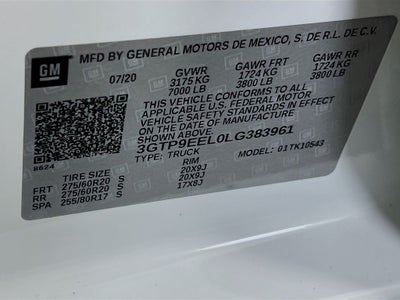 GM
MFD BY GENERAL MOTORS DE MEXICO, S. DE R.L. DE C.V.
07/20 GVWR GAWR FRT GAWR RR
3175 KG 1724 KG 1724 KG
7000 LB 3800 LB 3800 LB
THIS VEHICLE CONFORMS TO ALL
APPLICABLE U.S. FEDERAL MOTOR
VEHICLE SAFETY STANDARDS IN EFFECT
ON THE DATE OF MANUFACTURE
SHOWN ABOVE.
3GTP9EEL0LG383961
TYPE: TRUCK MODEL: 01TK10543
8624
TIRE SIZE RIM
FRT 275/60R20 S 20X9J
RR 275/60R20 S 20X9J
SPA 255/80R17 S 17X8J